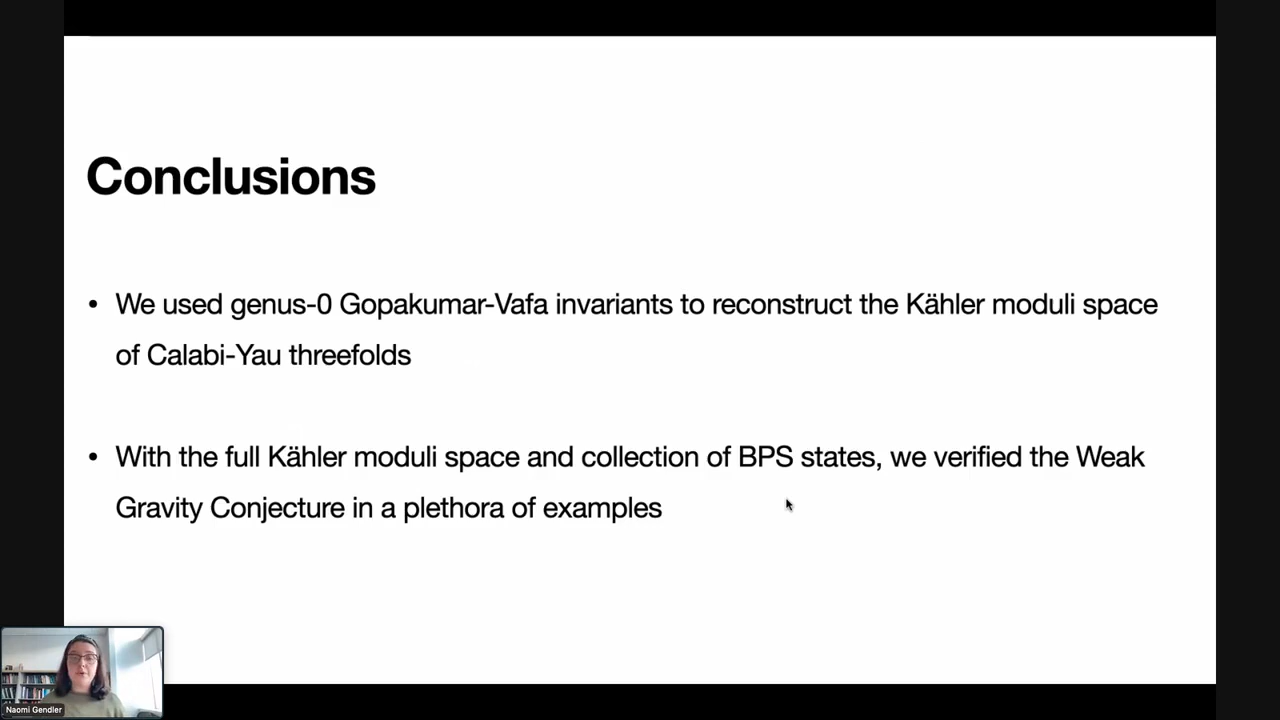 Conclusions
• We used genus-0 Gopakumar-Vafa invariants to reconstruct the Kähler moduli space
of Calabi-Yau threefolds
• With the full Kähler moduli space and collection of BPS states, we verified the Weak
Gravity Conjecture in a plethora of examples
Naomi Gendler